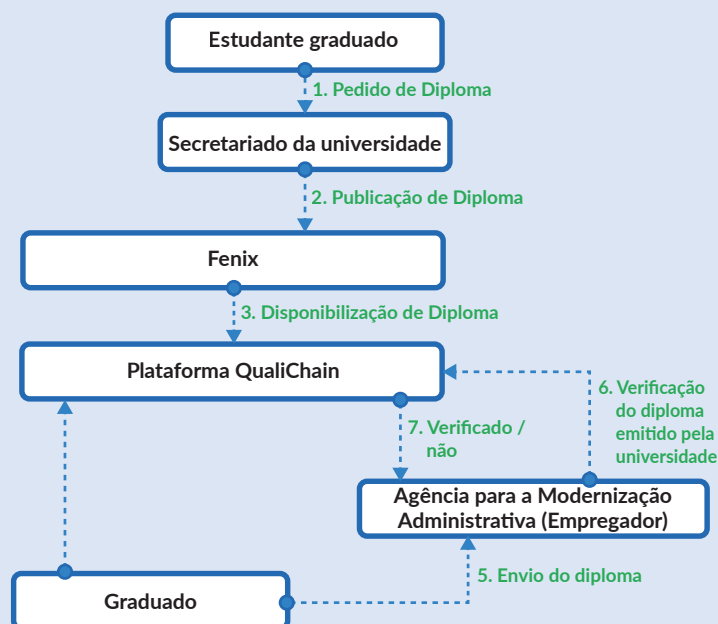 Estudante graduado
1. Pedido de Diploma
Secretariado da universidade
2. Publicação de Diploma
Fenix
3. Disponibilização de Diploma
Plataforma QualiChain
6. Verificação
do diploma
emitido pela
universidade
7. Verificado /
não
Agência para a Modernização
Administrativa (Empregador)
5. Envio do diploma
Graduado